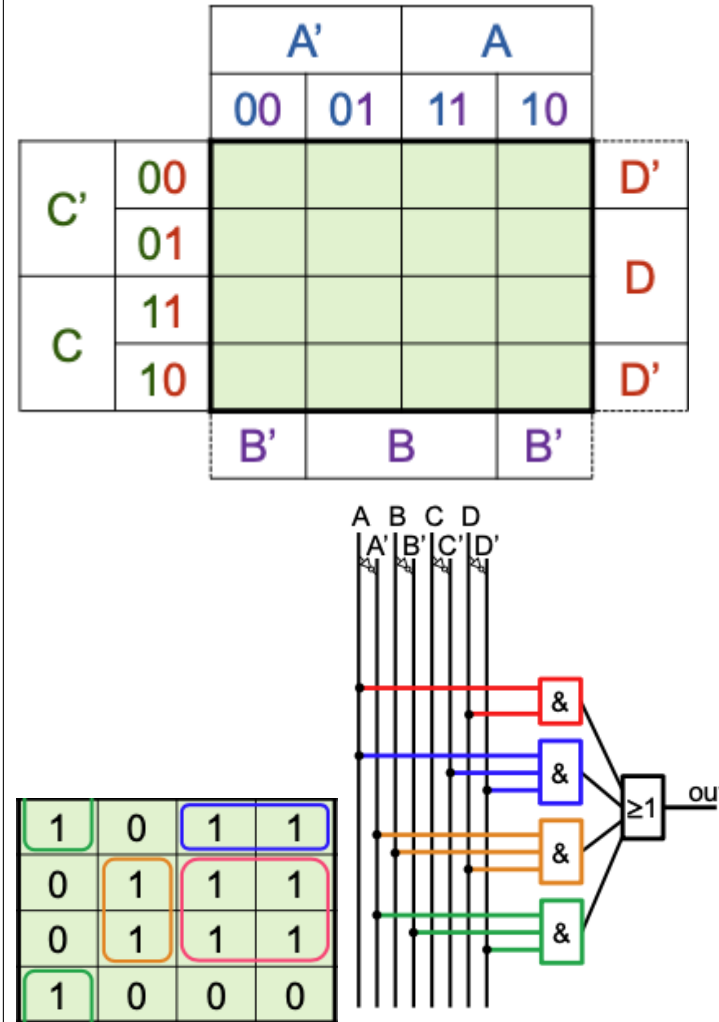 A’ A
00 01 11 10
C’ 00 D’
01 D
11
C 10 D’
B’ B B’
A B C D
A’ B’ C’ D’
&
&
≥1 ou
&
&
1 0 1 1
0 1 1 1
0 1 1 1
1 0 0 0